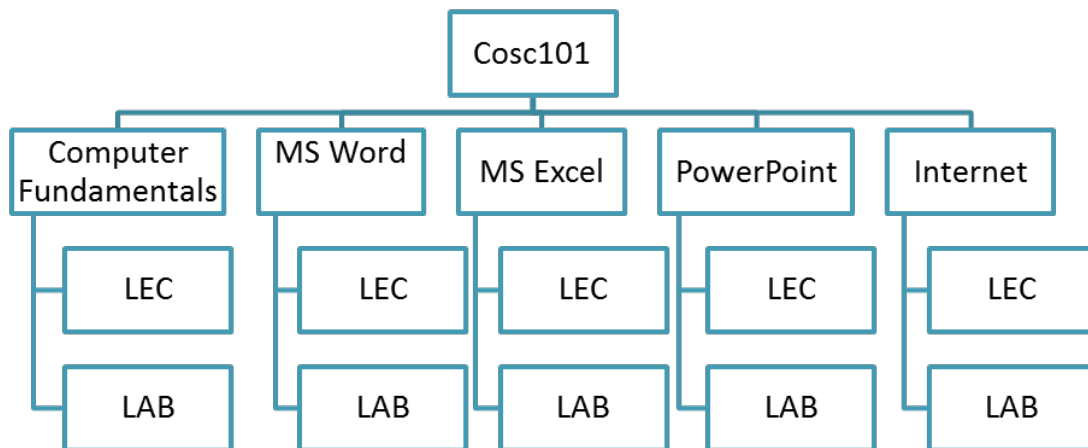 Cosc101
Computer
Fundamentals
MS Word
MS Excel
PowerPoint
Internet
LEC
LEC
LEC
LEC
LEC
LAB
LAB
LAB
LAB
LAB